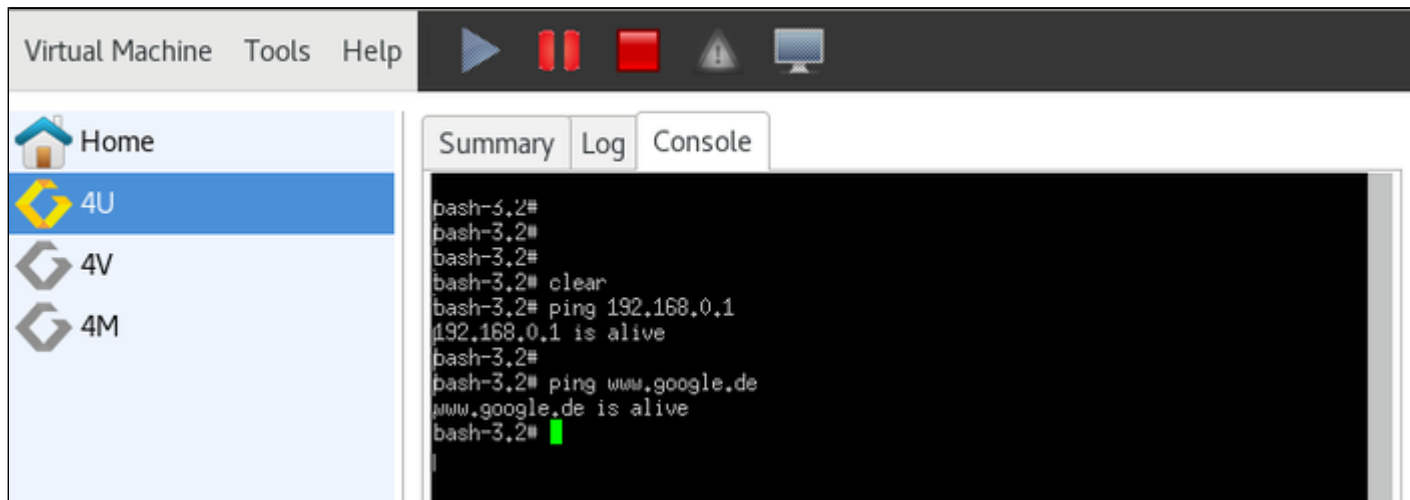 Virtual Machine Tools Help
Home
4U
4V
4M
Summary Log Console
bash-3.2#
bash-3.2#
bash-3.2#
bash-3.2# clear
bash-3.2# ping 192.168.0.1
192.168.0.1 is alive
bash-3.2#
bash-3.2# ping www.google.de
www.google.de is alive
bash-3.2#